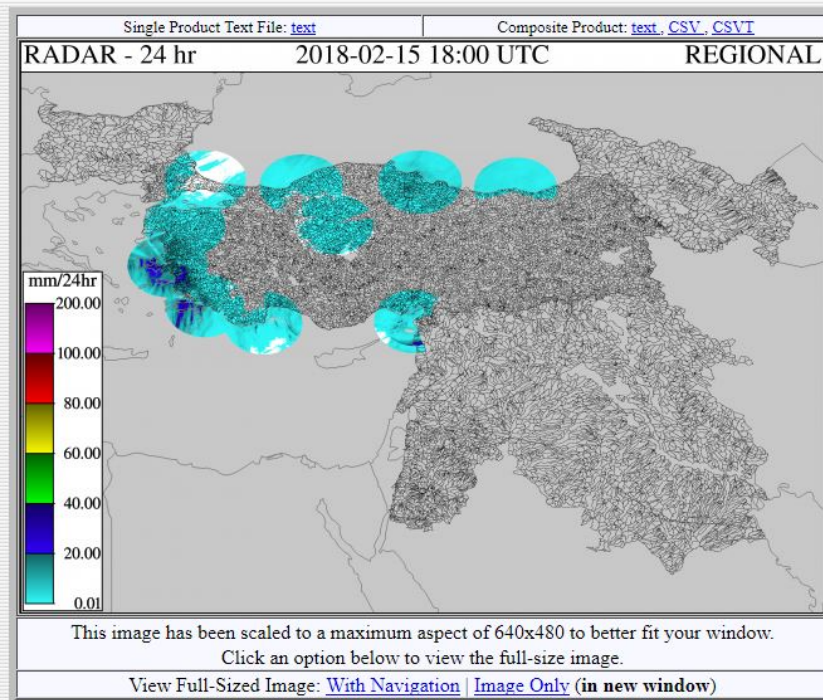 Single Product Text File: text
Composite Product: text , CSV , CSVT
RADAR - 24 hr 2018-02-15 18:00 UTC REGIONAL
mm/24hr
200.00
100.00
80.00
60.00
40.00
20.00
0.01
This image has been scaled to a maximum aspect of 640x480 to better fit your window.
Click an option below to view the full-size image.
View Full-Sized Image: With Navigation | Image Only (in new window)